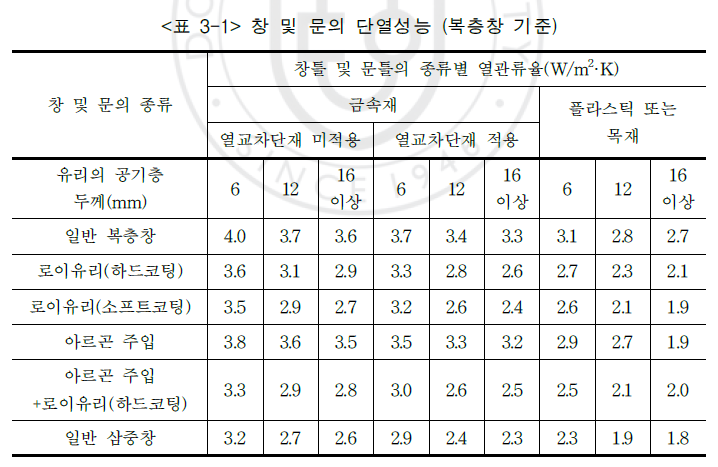 <표 3-1> 창 및 문의 단열성능 (복층창 기준)
창 및 문의 종류
창틀 및 문틀의 종류별 열관류율(W/m²·K)
금속재
플라스틱 또는
목재
열교차단재 미적용 열교차단재 적용
유리의 공기층
두께(mm)
6 12 16 이상 6 12 16 이상 6 12 16 이상
일반 복층창 4.0 3.7 3.6 3.7 3.4 3.3 3.1 2.8 2.7
로이유리(하드코팅) 3.6 3.1 2.9 3.3 2.8 2.6 2.7 2.3 2.1
로이유리(소프트코팅) 3.5 2.9 2.7 3.2 2.6 2.4 2.6 2.1 1.9
아르곤 주입 3.8 3.6 3.5 3.5 3.3 3.2 2.9 2.7 1.9
아르곤 주입
+로이유리(하드코팅)
3.3 2.9 2.8 3.0 2.6 2.5 2.5 2.1 2.0
일반 삼중창 3.2 2.7 2.6 2.9 2.4 2.3 2.3 1.9 1.8
SINCE 1946